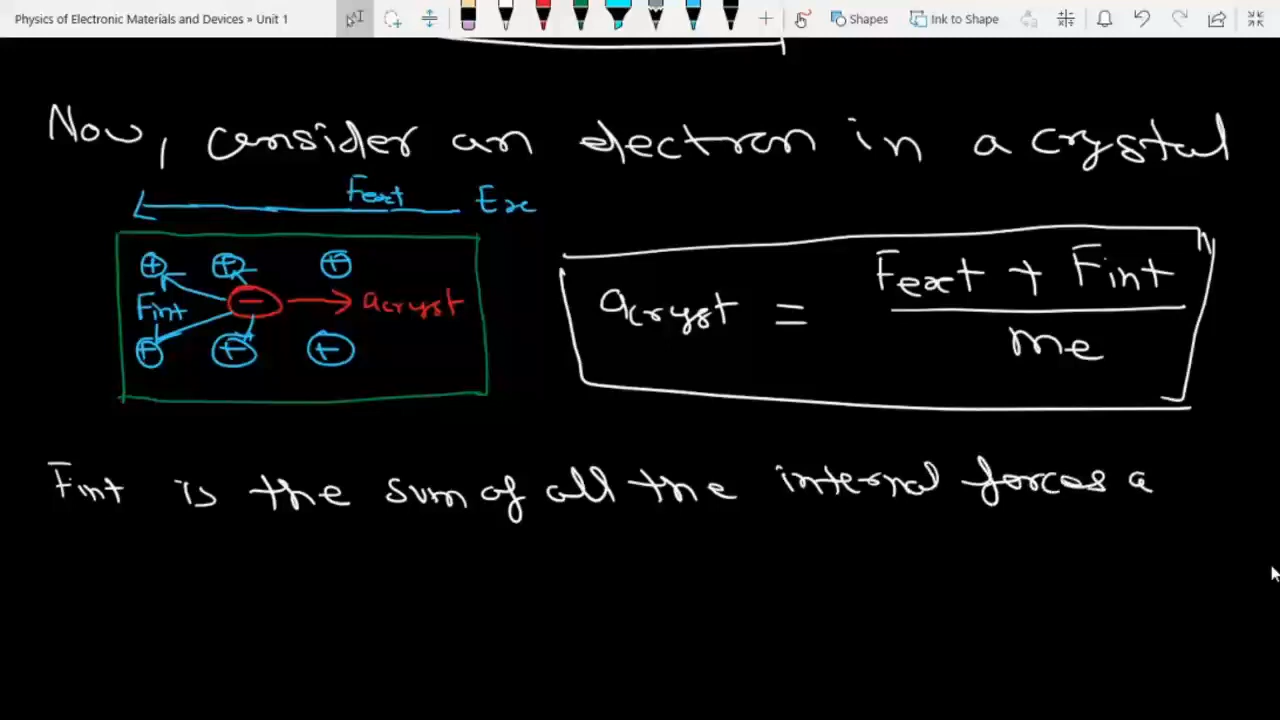 Physics of Electronic Materials and Devices » Unit 1
Shapes
Ink to Shape
Now, consider an electron in a crystal
Fext Ex
+ + +
Fint - acryst
+ + +
acryst = Fext + Fint
me
Fint is the sum of all the internal forces a